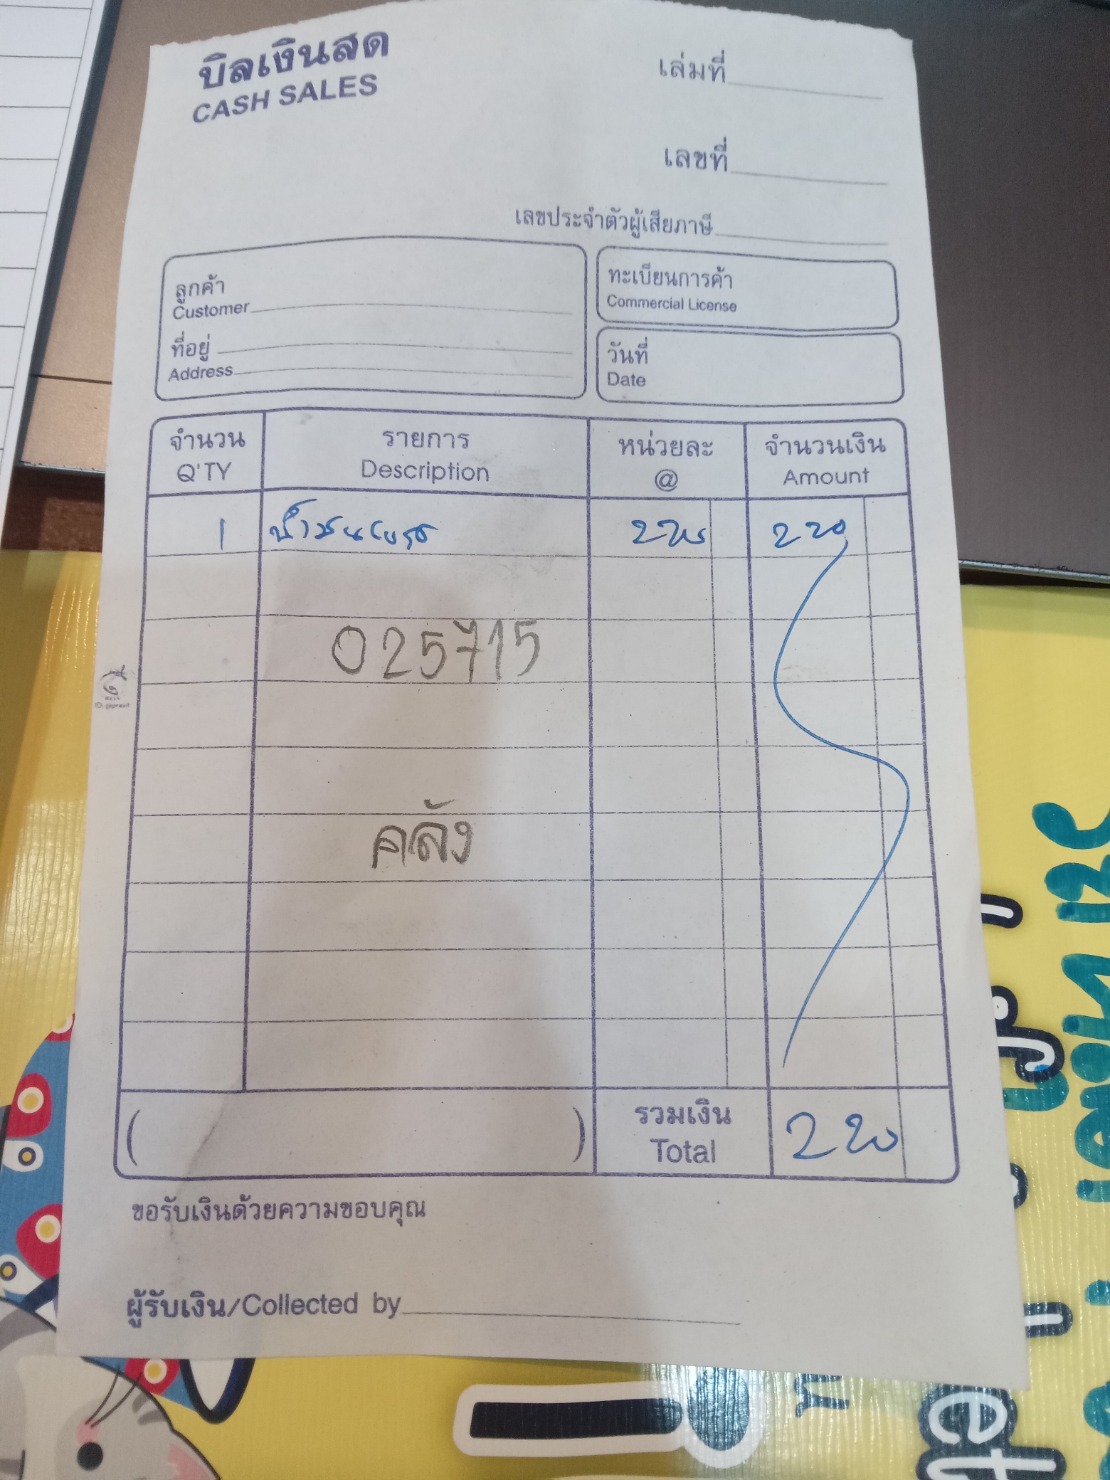 บิลเงินสด
CASH SALES
เล่มที่
เลขที่
เลขประจำตัวผู้เสียภาษี
ลูกค้า
Customer
ที่อยู่
Address
ทะเบียนการค้า
Commercial License
วันที่
Date
จำนวน รายการ หน่วยละ จำนวนเงิน
Q'TY Description @ Amount
1 220 220
025715
คลัง
รวมเงิน
Total 220
ขอรับเงินด้วยความขอบคุณ
ผู้รับเงิน/Collected by